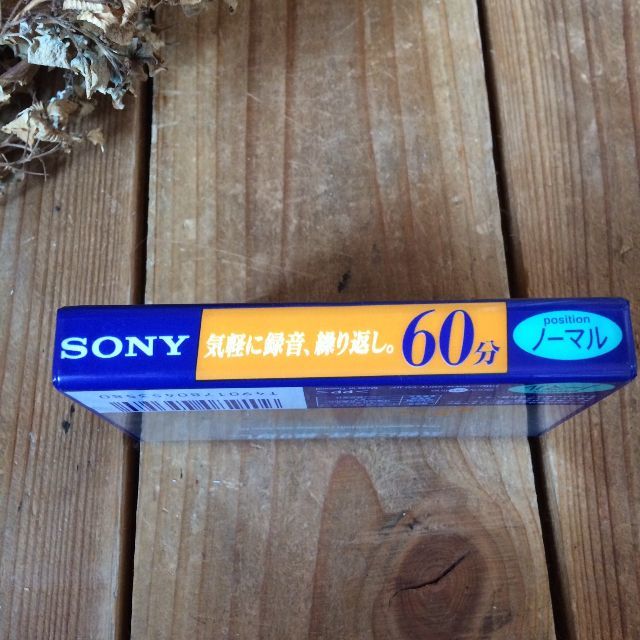 SONY
気軽に録音、繰り返し。
60分
position
ノーマル